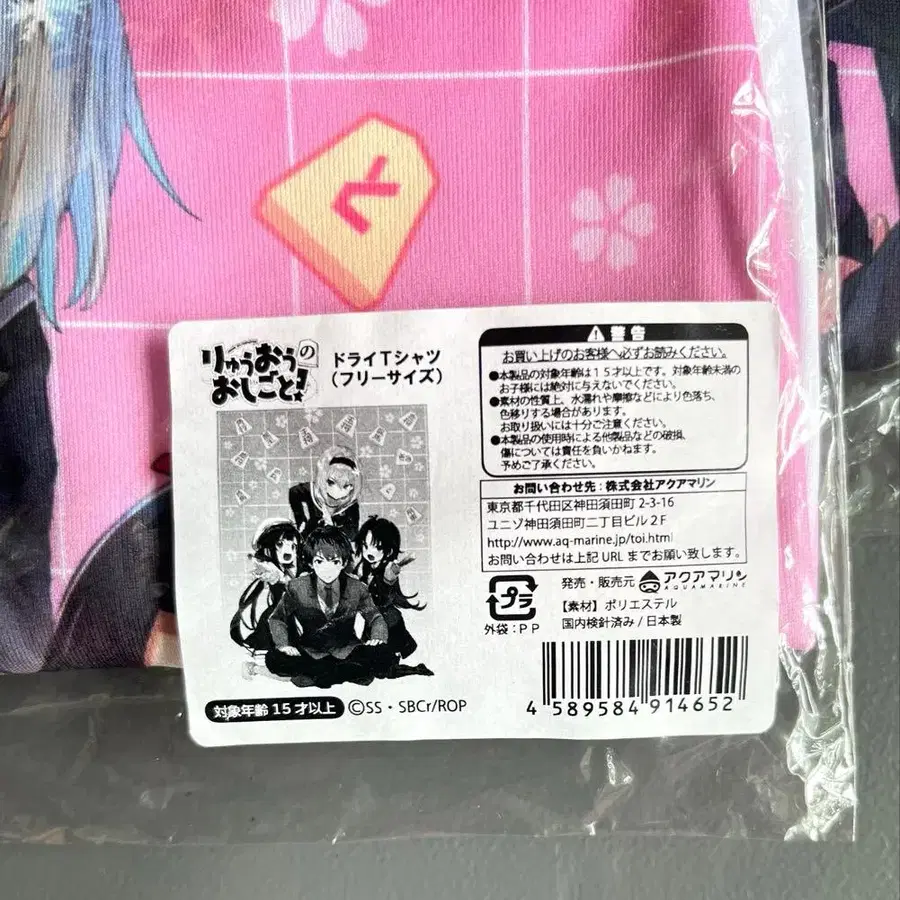 と
りゅうおうの
おしごと!
ドライTシャツ
(フリーサイズ)
対象年齢15才以上
©SS・SBCr/ROP
警告
お買い上げのお客様へ必ずお読みください。
●本製品の対象年齢は15才以上です。対象年齢未満の
お子様には絶対に与えないでください。
●素材の性質上、水濡れや摩擦などにより色落ち、
色移りする場合があります。
お取り扱いには十分ご注意ください。
●本製品の使用時による他製品などの破損、
傷については責任を負いかねます。
予めご了承ください。
お問い合わせ先:株式会社アクアマリン
東京都千代田区神田須田町2-3-16
ユニゾ神田須田町二丁目ビル2F
http://www.aq-marine.jp/toi.html
お問い合わせは上記URLまでお願い致します。
プラ
外袋:PP
発売・販売元 アクアマリン
AQUAMARINE
【素材】ポリエステル
国内検針済み/日本製
4 589584 914652